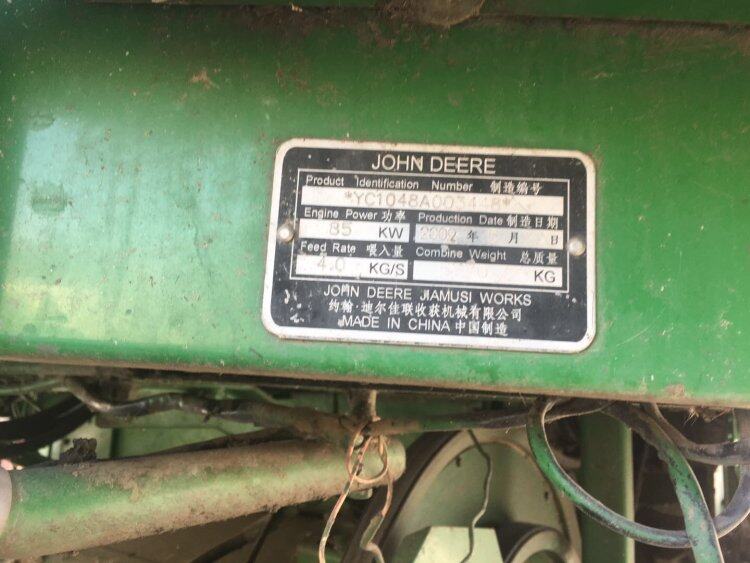 JOHN DEERE
Product Identification Number 制造编号
*YC1048A003448*
Engine Power 功率 Production Date 制造日期
85 KW 2009 年 月 日
Feed Rate 喂入量 Combine Weight 总质量
4.0 KG/S KG
JOHN DEERE JIAMUSI WORKS
约翰·迪尔佳联收获机械有限公司
MADE IN CHINA 中国制造